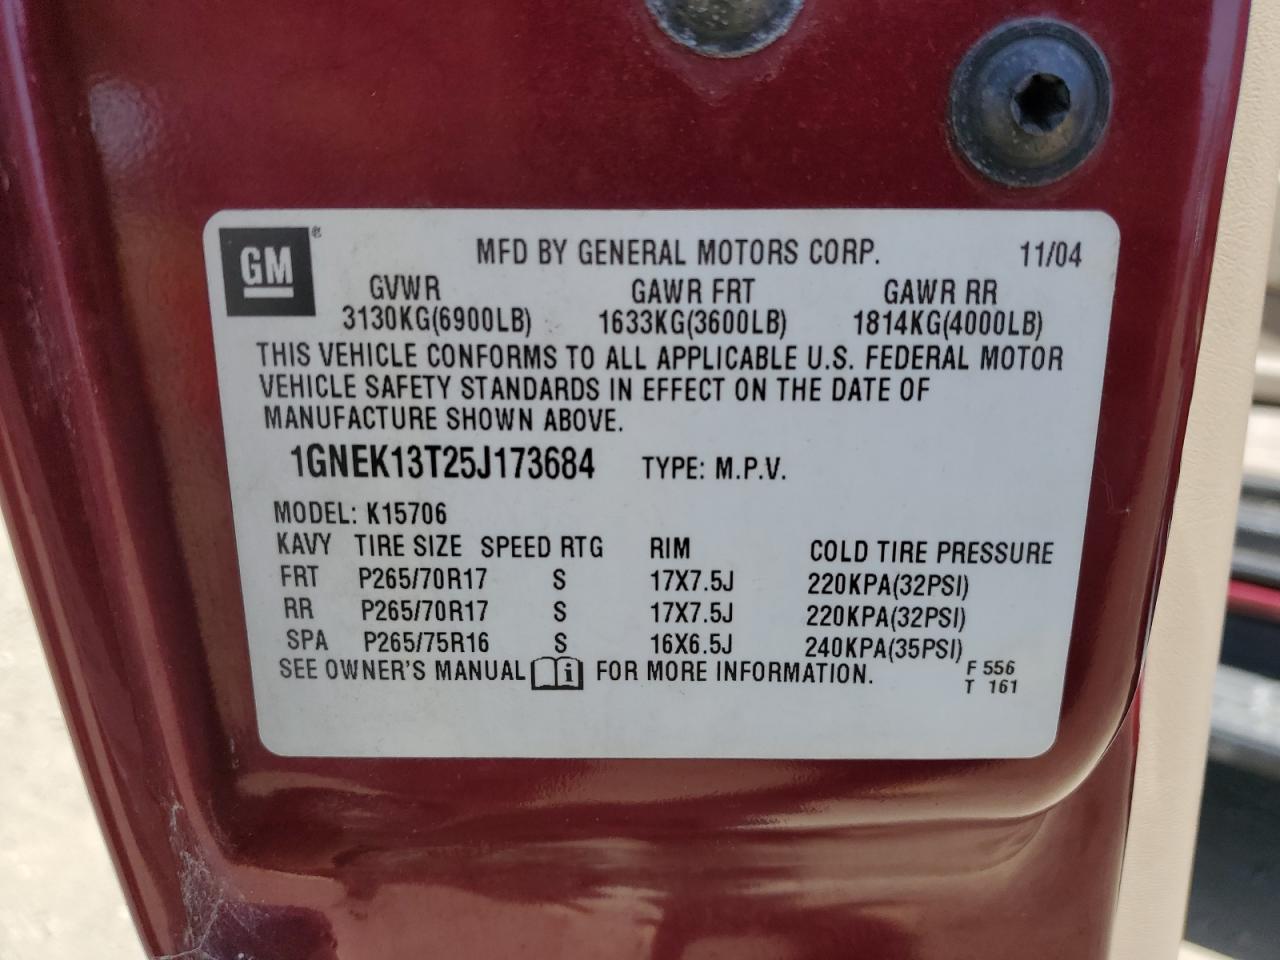 GM ®
MFD BY GENERAL MOTORS CORP. 11/04
GVWR GAWR FRT GAWR RR
3130KG(6900LB) 1633KG(3600LB) 1814KG(4000LB)
THIS VEHICLE CONFORMS TO ALL APPLICABLE U.S. FEDERAL MOTOR
VEHICLE SAFETY STANDARDS IN EFFECT ON THE DATE OF
MANUFACTURE SHOWN ABOVE.
1GNEK13T25J173684 TYPE: M.P.V.
MODEL: K15706
KAVY TIRE SIZE SPEED RTG RIM COLD TIRE PRESSURE
FRT P265/70R17 S 17X7.5J 220KPA(32PSI)
RR P265/70R17 S 17X7.5J 220KPA(32PSI)
SPA P265/75R16 S 16X6.5J 240KPA(35PSI)
SEE OWNER'S MANUAL i FOR MORE INFORMATION.
F 556
T 161